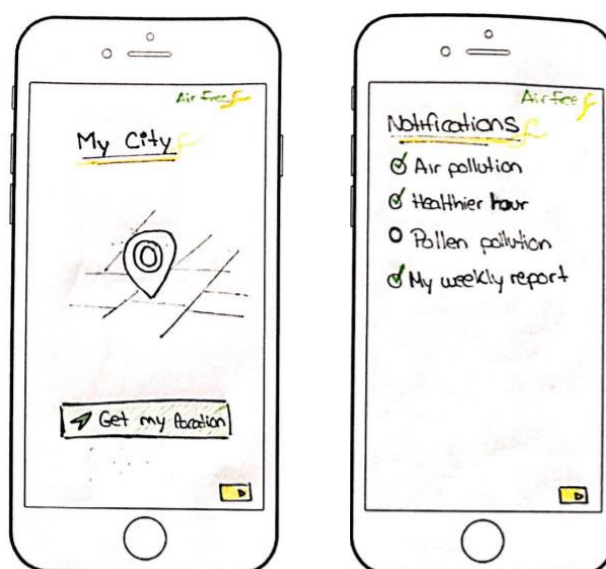 Air free
My City
Get my location
Air free
Notifications
Air pollution
Healthier hour
Pollen pollution
My weekly report